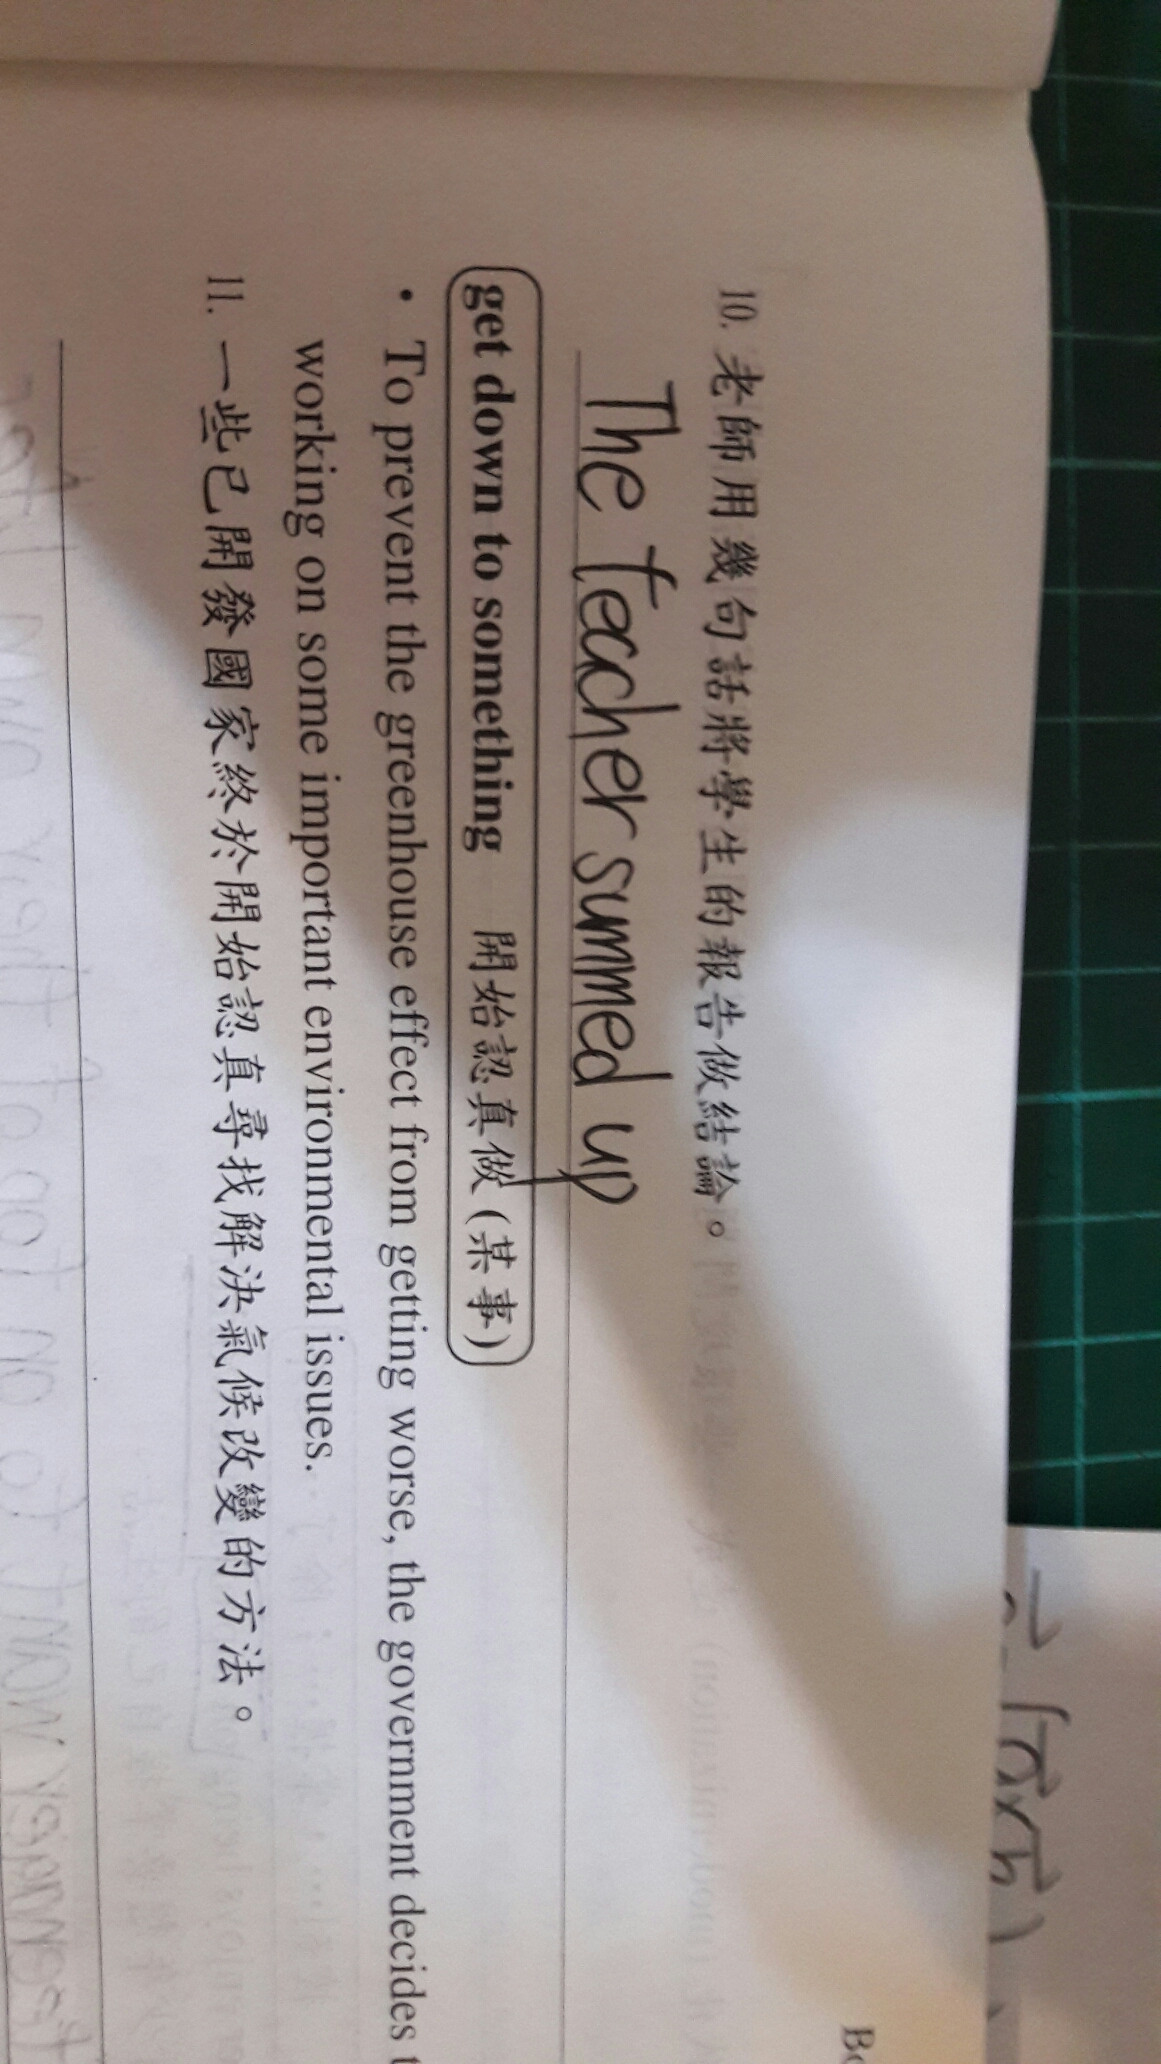 10. 老師用幾句話將學生的報告做結論。
The teacher summed up
get down to something 開始認真做(某事)
• To prevent the greenhouse effect from getting worse, the government decides
working on some important environmental issues.
11. 一些已開發國家終於開始認真尋找解決氣候改變的方法。